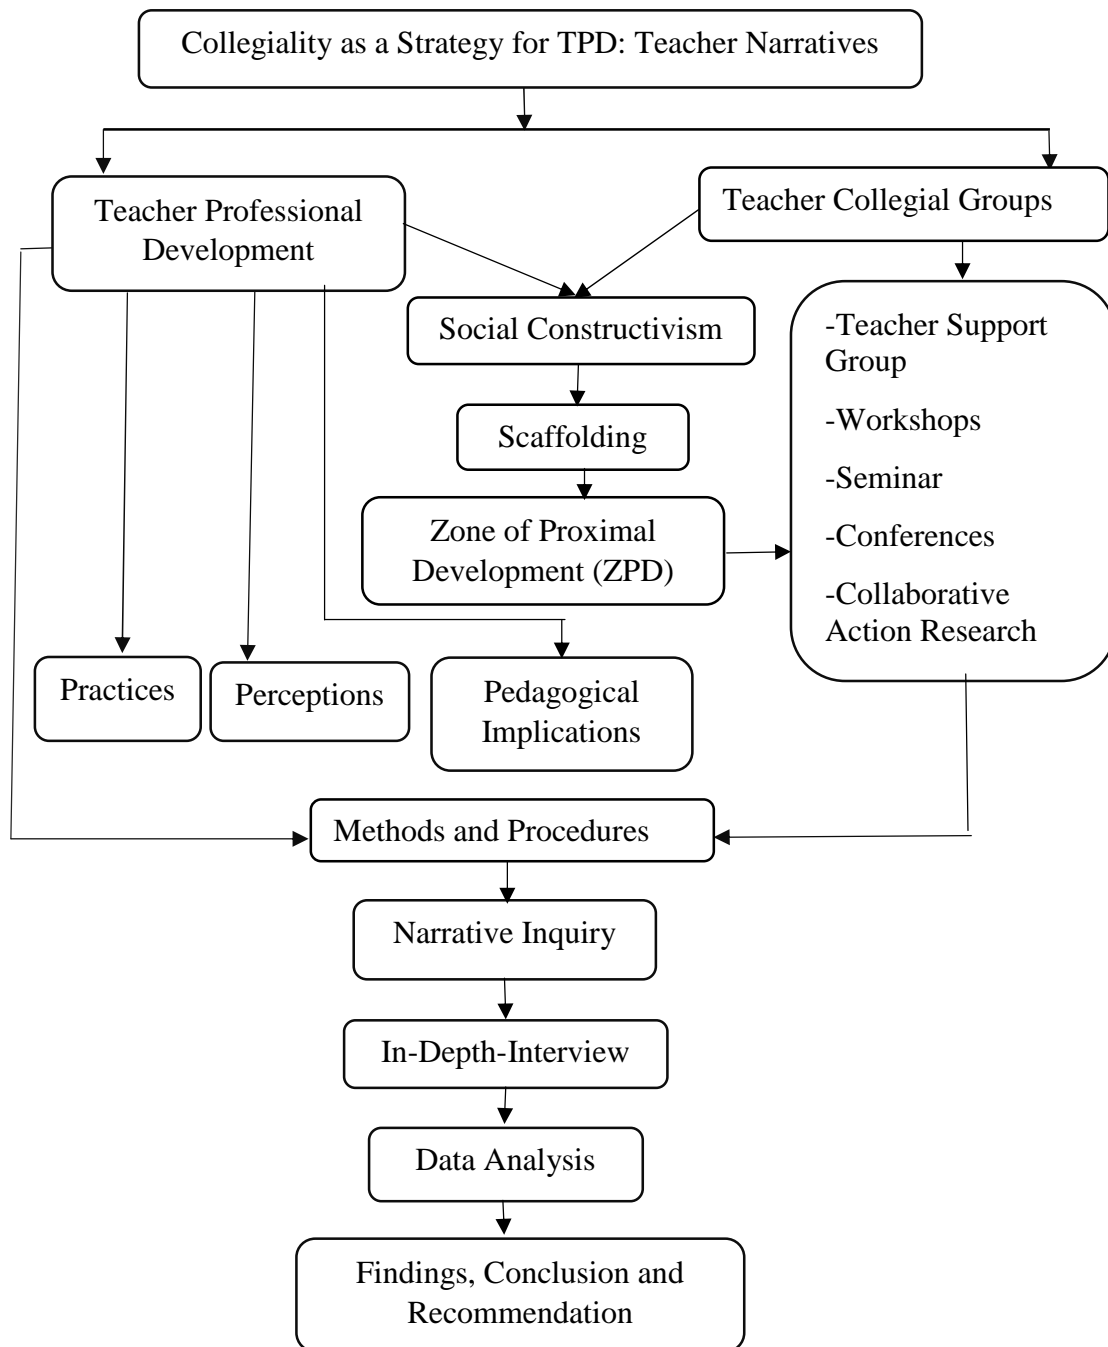 Collegiality as a Strategy for TPD: Teacher Narratives
Teacher Professional
Development
Teacher Collegial Groups
Social Constructivism
Scaffolding
Zone of Proximal
Development (ZPD)
-Teacher Support
Group
-Workshops
-Seminar
-Conferences
-Collaborative
Action Research
Practices
Perceptions
Pedagogical
Implications
Methods and Procedures
Narrative Inquiry
In-Depth-Interview
Data Analysis
Findings, Conclusion and
Recommendation